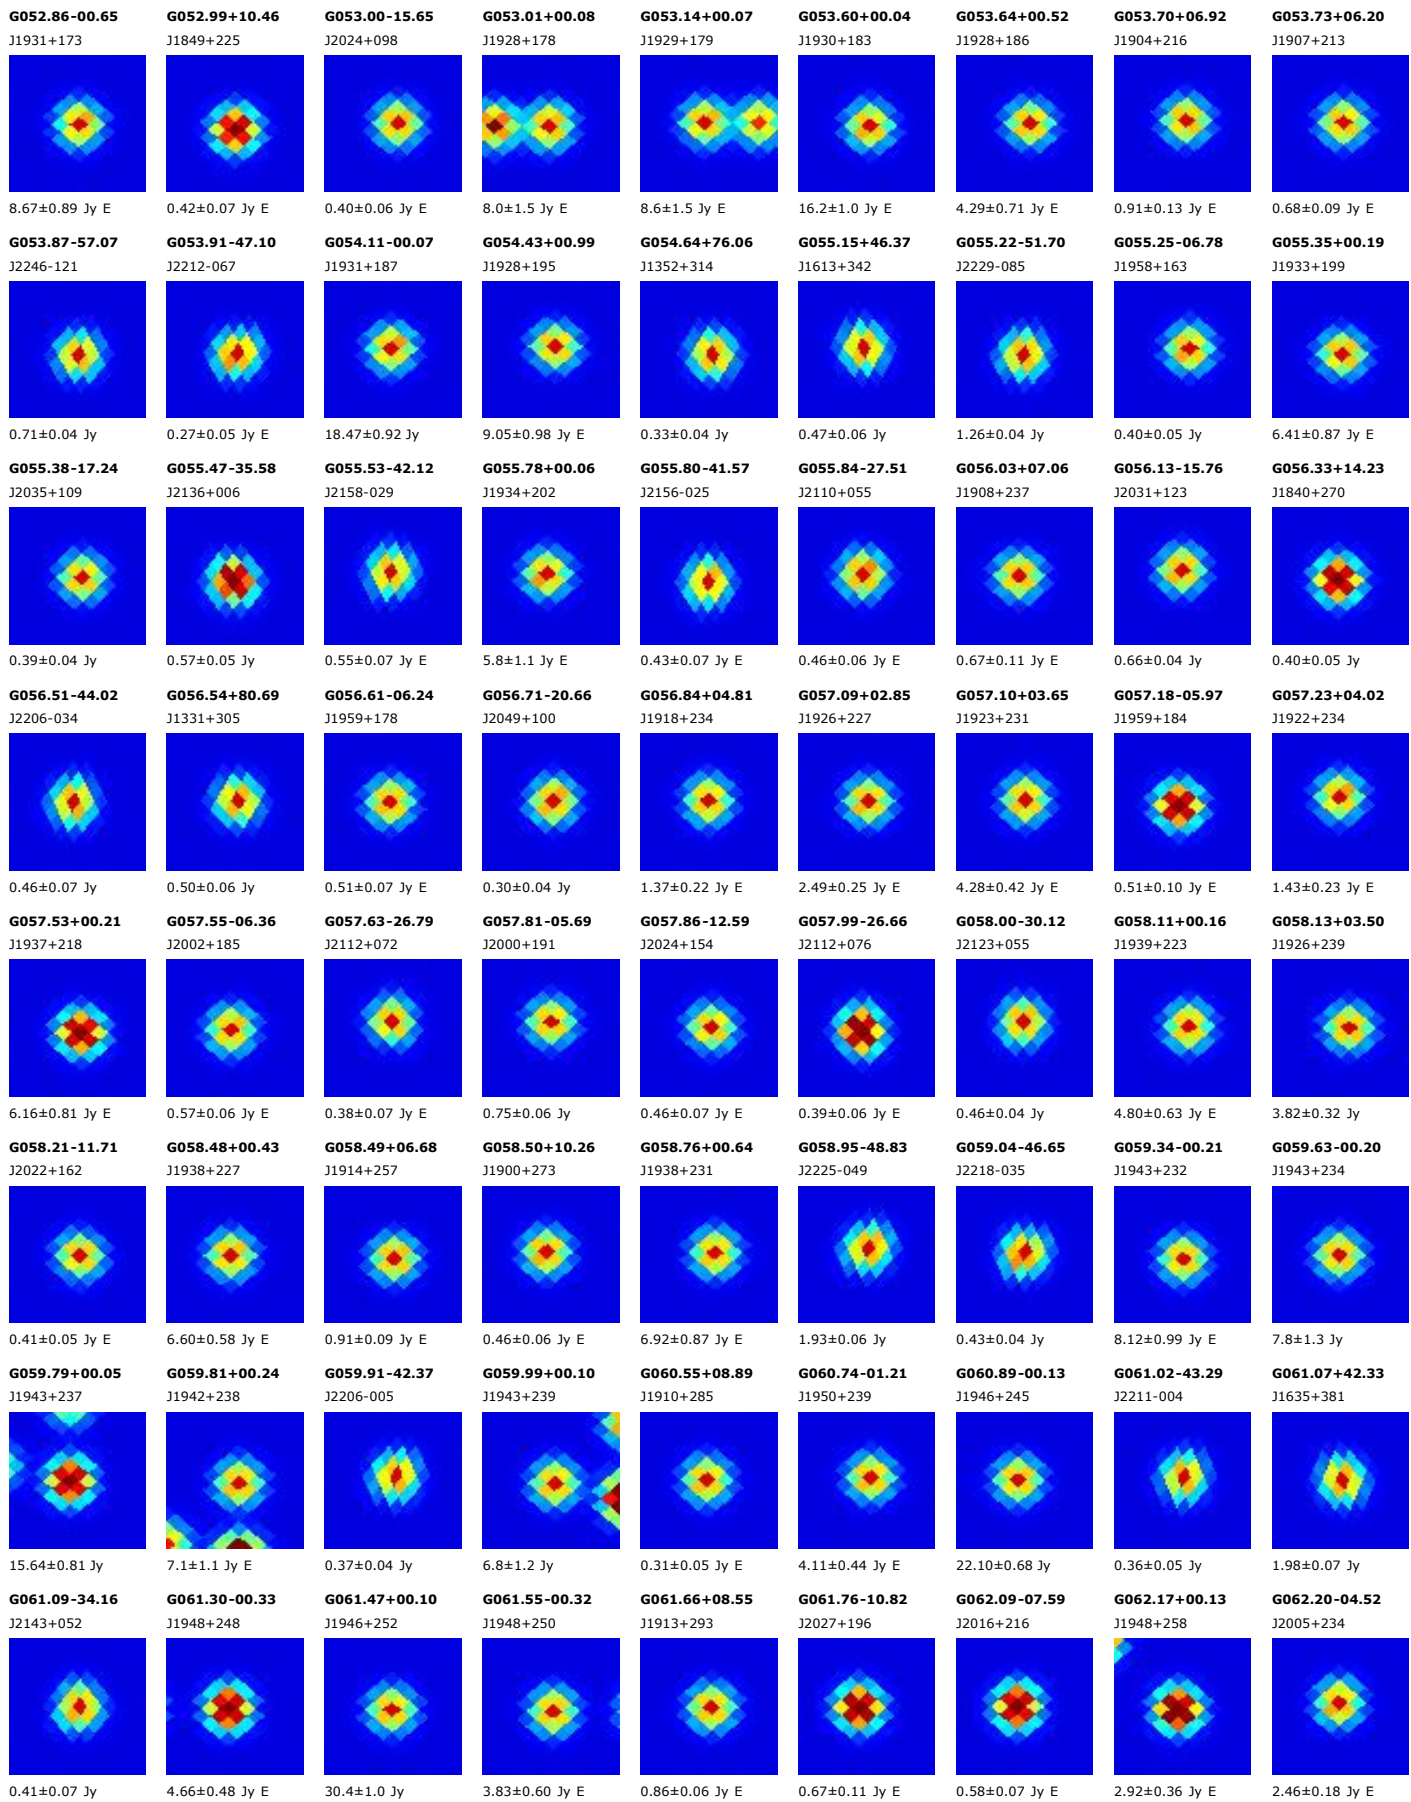 G052.86-00.65 G052.99+10.46 G053.00-15.65 G053.01+00.08 G053.14+00.07 G053.60+00.04 G053.64+00.52 G053.70+06.92 G053.73+06.20
J1931+173 J1849+225 J2024+098 J1928+178 J1929+179 J1930+183 J1928+186 J1904+216 J1907+213
8.67±0.89 Jy E 0.42±0.07 Jy E 0.40±0.06 Jy E 8.0±1.5 Jy E 8.6±1.5 Jy E 16.2±1.0 Jy E 4.29±0.71 Jy E 0.91±0.13 Jy E 0.68±0.09 Jy E
G053.87-57.07 G053.91-47.10 G054.11-00.07 G054.43+00.99 G054.64+76.06 G055.15+46.37 G055.22-51.70 G055.25-06.78 G055.35+00.19
J2246-121 J2212-067 J1931+187 J1928+195 J1352+314 J1613+342 J2229-085 J1958+163 J1933+199
0.71±0.04 Jy 0.27±0.05 Jy E 18.47±0.92 Jy 9.05±0.98 Jy E 0.33±0.04 Jy 0.47±0.06 Jy 1.26±0.04 Jy 0.40±0.05 Jy 6.41±0.87 Jy E
G055.38-17.24 G055.47-35.58 G055.53-42.12 G055.78+00.06 G055.80-41.57 G055.84-27.51 G056.03+07.06 G056.13-15.76 G056.33+14.23
J2035+109 J2136+006 J2158-029 J1934+202 J2156-025 J2110+055 J1908+237 J2031+123 J1840+270
0.39±0.04 Jy 0.57±0.05 Jy 0.55±0.07 Jy E 5.8±1.1 Jy E 0.43±0.07 Jy E 0.46±0.06 Jy E 0.67±0.11 Jy E 0.66±0.04 Jy 0.40±0.05 Jy
G056.51-44.02 G056.54+80.69 G056.61-06.24 G056.71-20.66 G056.84+04.81 G057.09+02.85 G057.10+03.65 G057.18-05.97 G057.23+04.02
J2206-034 J1331+305 J1959+178 J2049+100 J1918+234 J1926+227 J1923+231 J1959+184 J1922+234
0.46±0.07 Jy 0.50±0.06 Jy 0.51±0.07 Jy E 0.30±0.04 Jy 1.37±0.22 Jy E 2.49±0.25 Jy E 4.28±0.42 Jy E 0.51±0.10 Jy E 1.43±0.23 Jy E
G057.53+00.21 G057.55-06.36 G057.63-26.79 G057.81-05.69 G057.86-12.59 G057.99-26.66 G058.00-30.12 G058.11+00.16 G058.13+03.50
J1937+218 J2002+185 J2112+072 J2000+191 J2024+154 J2112+076 J2123+055 J1939+223 J1926+239
6.16±0.81 Jy E 0.57±0.06 Jy E 0.38±0.07 Jy E 0.75±0.06 Jy 0.46±0.07 Jy E 0.39±0.06 Jy E 0.46±0.04 Jy 4.80±0.63 Jy E 3.82±0.32 Jy
G058.21-11.71 G058.48+00.43 G058.49+06.68 G058.50+10.26 G058.76+00.64 G058.95-48.83 G059.04-46.65 G059.34-00.21 G059.63-00.20
J2022+162 J1938+227 J1914+257 J1900+273 J1938+231 J2225-049 J2218-035 J1943+232 J1943+234
0.41±0.05 Jy E 6.60±0.58 Jy E 0.91±0.09 Jy E 0.46±0.06 Jy E 6.92±0.87 Jy E 1.93±0.06 Jy 0.43±0.04 Jy 8.12±0.99 Jy E 7.8±1.3 Jy
G059.79+00.05 G059.81+00.24 G059.91-42.37 G059.99+00.10 G060.55+08.89 G060.74-01.21 G060.89-00.13 G061.02-43.29 G061.07+42.33
J1943+237 J1942+238 J2206-005 J1943+239 J1910+285 J1950+239 J1946+245 J2211-004 J1635+381
15.64±0.81 Jy 7.1±1.1 Jy E 0.37±0.04 Jy 6.8±1.2 Jy 0.31±0.05 Jy E 4.11±0.44 Jy E 22.10±0.68 Jy 0.36±0.05 Jy 1.98±0.07 Jy
G061.09-34.16 G061.30-00.33 G061.47+00.10 G061.55-00.32 G061.66+08.55 G061.76-10.82 G062.09-07.59 G062.17+00.13 G062.20-04.52
J2143+052 J1948+248 J1946+252 J1948+250 J1913+293 J2027+196 J2016+216 J1948+258 J2005+234
0.41±0.07 Jy 4.66±0.48 Jy E 30.4±1.0 Jy 3.83±0.60 Jy E 0.86±0.06 Jy E 0.67±0.11 Jy E 0.58±0.07 Jy E 2.92±0.36 Jy E 2.46±0.18 Jy E